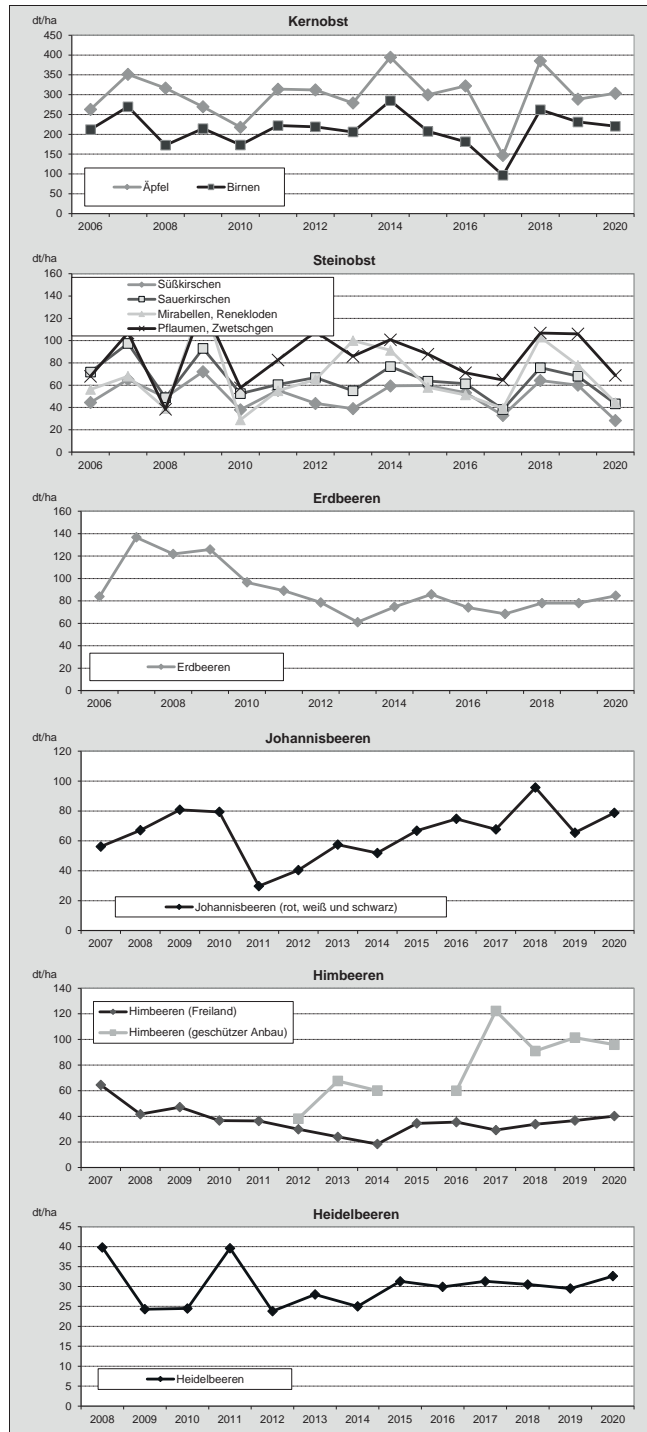 dt/ha
Kernobst
450
400
350
300
250
200
150
100
50
0
Äpfel
Birnen
2006 2008 2010 2012 2014 2016 2018 2020
dt/ha
Steinobst
160
140
120
100
80
60
40
20
0
Süßkirschen
Sauerkirschen
Mirabellen, Renekloden
Pflaumen, Zwetschgen
2006 2008 2010 2012 2014 2016 2018 2020
dt/ha
Erdbeeren
160
140
120
100
80
60
40
20
0
Erdbeeren
2006 2008 2010 2012 2014 2016 2018 2020
dt/ha
Johannisbeeren
120
100
80
60
40
20
0
Johannisbeeren (rot, weiß und schwarz)
2007 2008 2009 2010 2011 2012 2013 2014 2015 2016 2017 2018 2019 2020
dt/ha
Himbeeren
140
120
100
80
60
40
20
0
Himbeeren (Freiland)
Himbeeren (geschützer Anbau)
2007 2008 2009 2010 2011 2012 2013 2014 2015 2016 2017 2018 2019 2020
dt/ha
Heidelbeeren
45
40
35
30
25
20
15
10
5
0
Heidelbeeren
2008 2009 2010 2011 2012 2013 2014 2015 2016 2017 2018 2019 2020